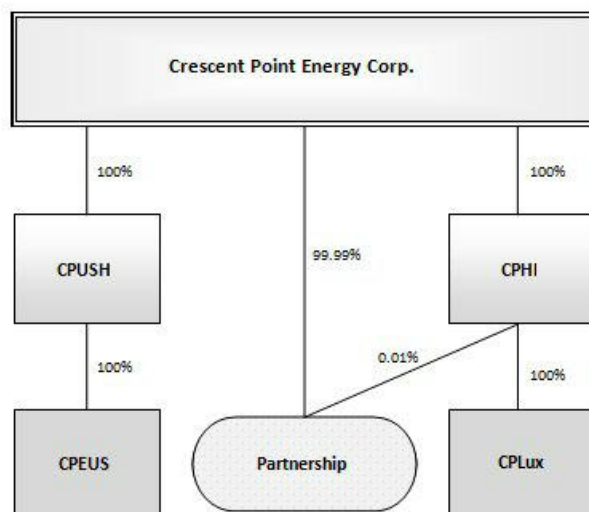 Crescent Point Energy Corp.
100%
100%
CPUSH
99.99%
CPHI
0.01%
100%
100%
CPEUS
Partnership
CPLux